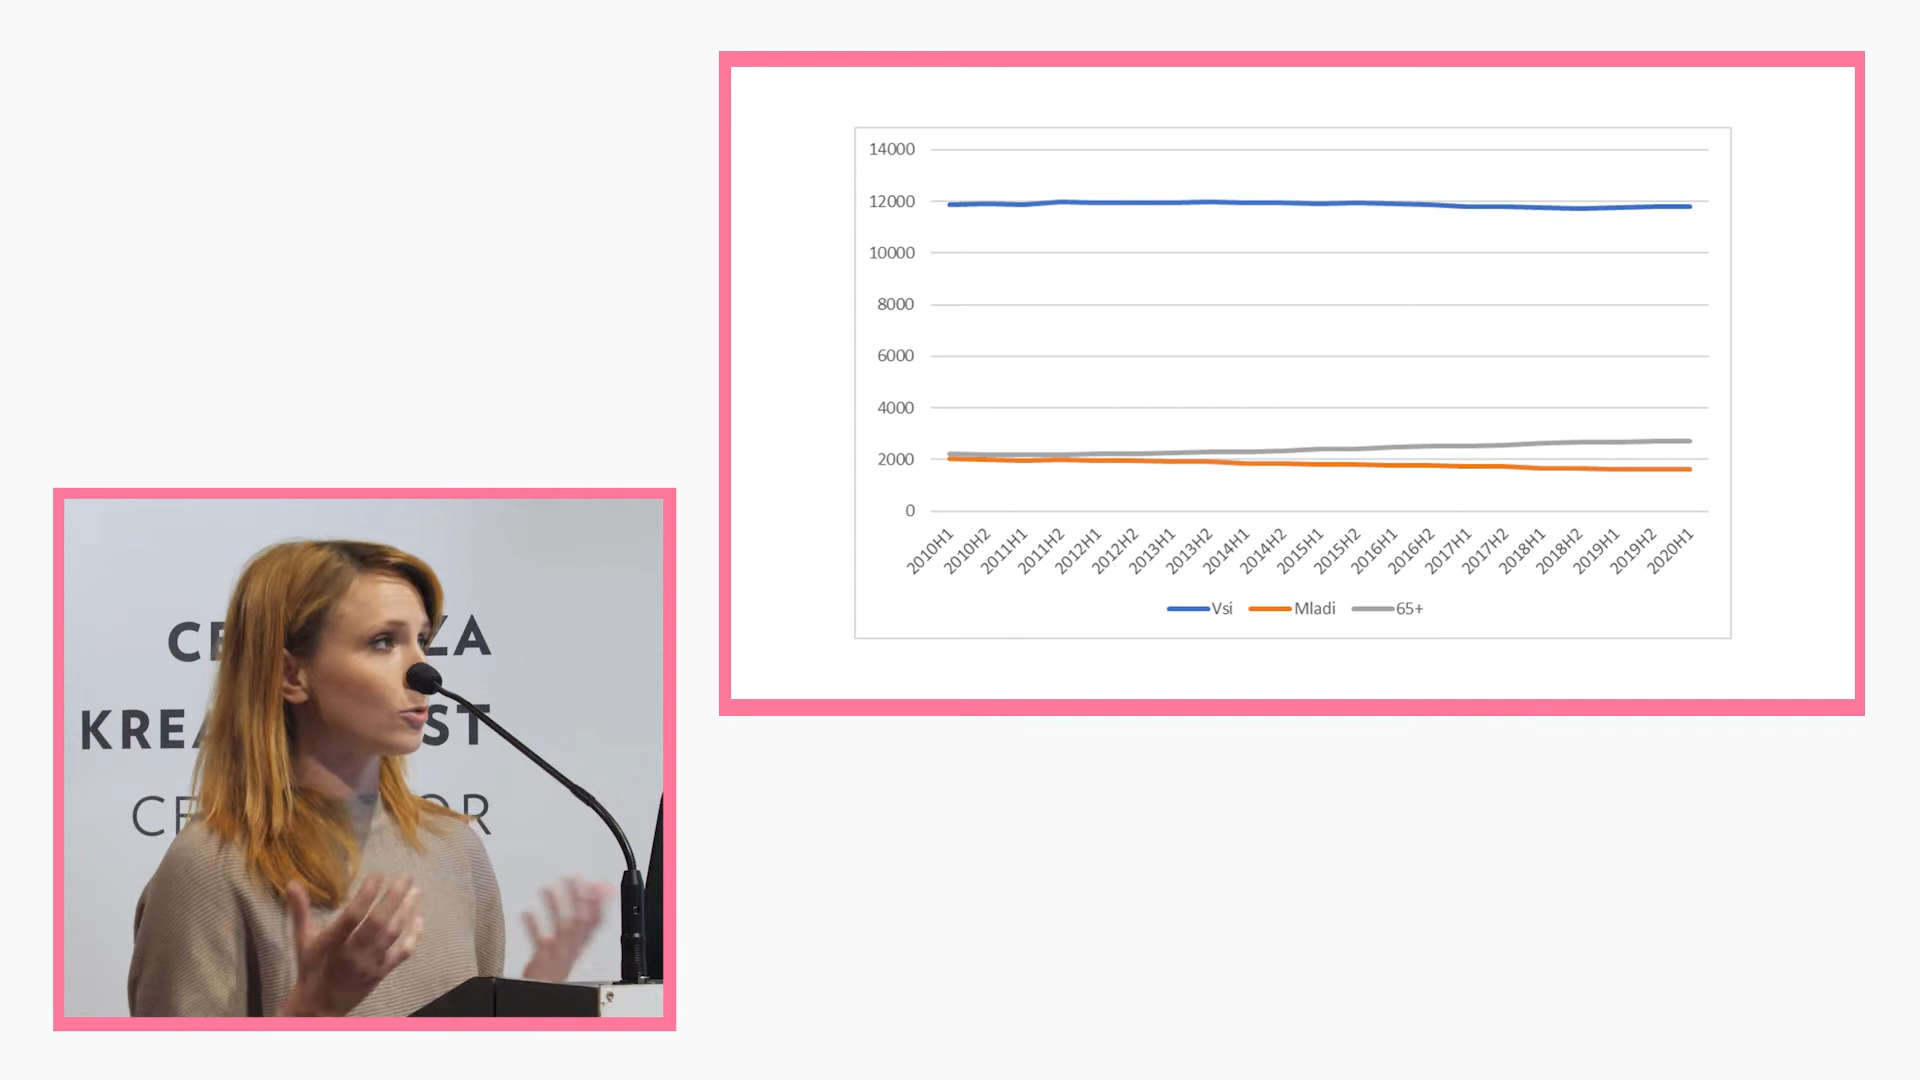 14000
12000
10000
8000
6000
4000
2000
0
2010H1
2010H2
2011H1
2011H2
2012H1
2012H2
2013H1
2013H2
2014H1
2014H2
2015H1
2015H2
2016H1
2016H2
2017H1
2017H2
2018H1
2018H2
2019H1
2019H2
2020H1
Vsi Mladi 65+
CE ZA
KREA ST
CE OR